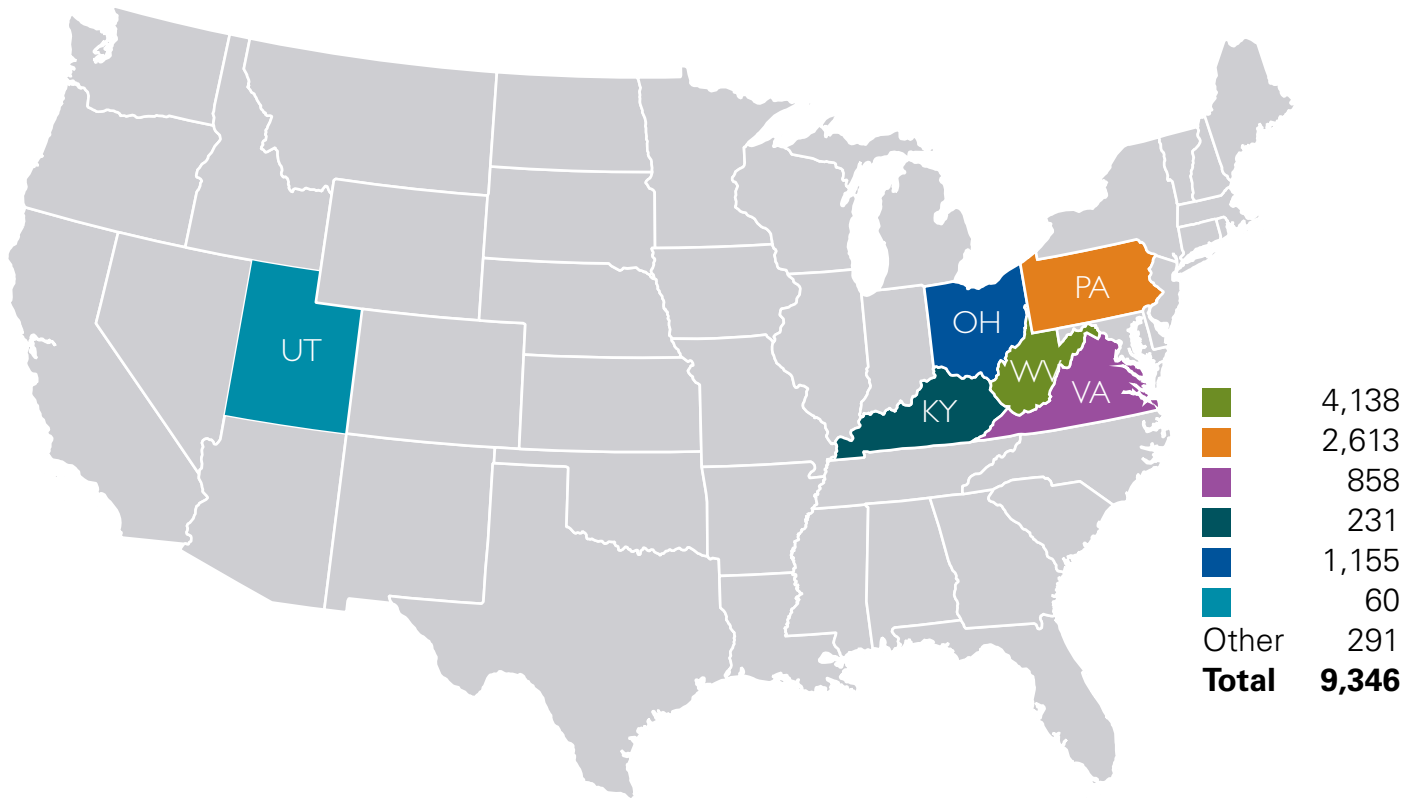 PA
OH
UT
WV
VA
KY
4,138
2,613
858
231
1,155
60
Other 291
Total 9,346